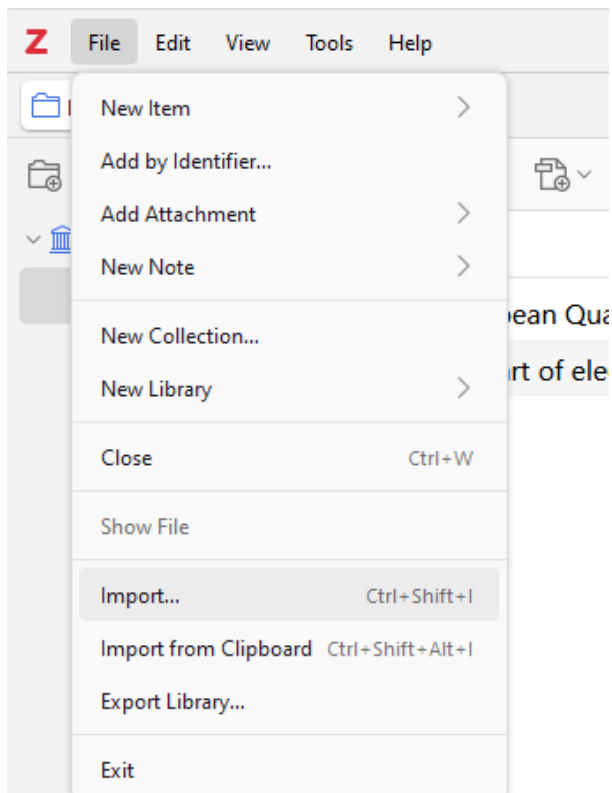 Z File Edit View Tools Help
New Item
Add by Identifier...
Add Attachment
New Note
New Collection...
ean Qua
New Library
rt of ele
Close Ctrl+W
Show File
Import... Ctrl+Shift+I
Import from Clipboard Ctrl+Shift+Alt+I
Export Library...
Exit